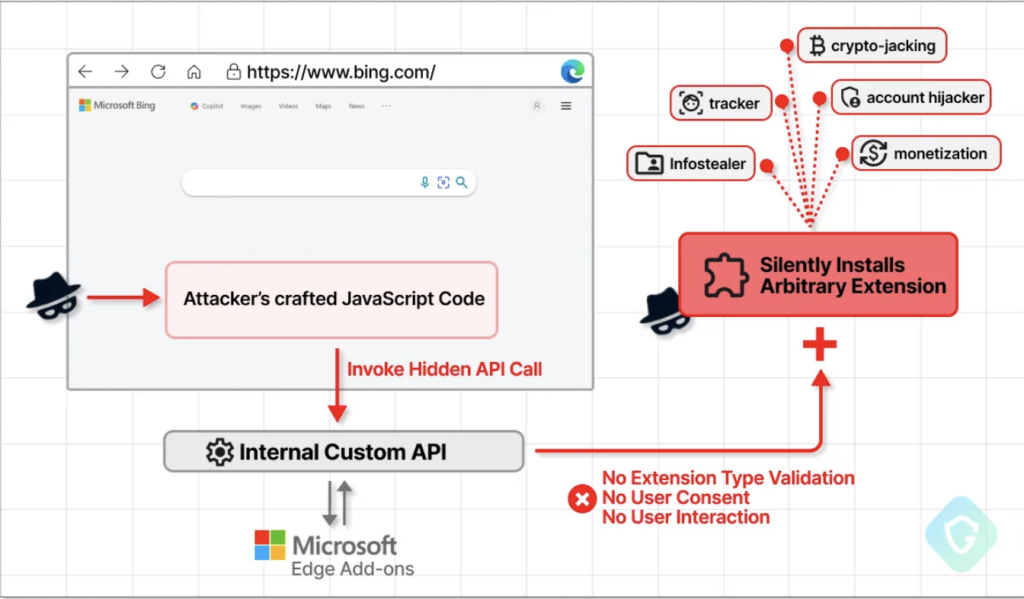 https://www.bing.com/
Microsoft Bing
Copilot Images Videos Maps News ...
Attacker's crafted JavaScript Code
Invoke Hidden API Call
Internal Custom API
Microsoft
Edge Add-ons
crypto-jacking
tracker
account hijacker
Infostealer
monetization
Silently Installs
Arbitrary Extension
No Extension Type Validation
No User Consent
No User Interaction